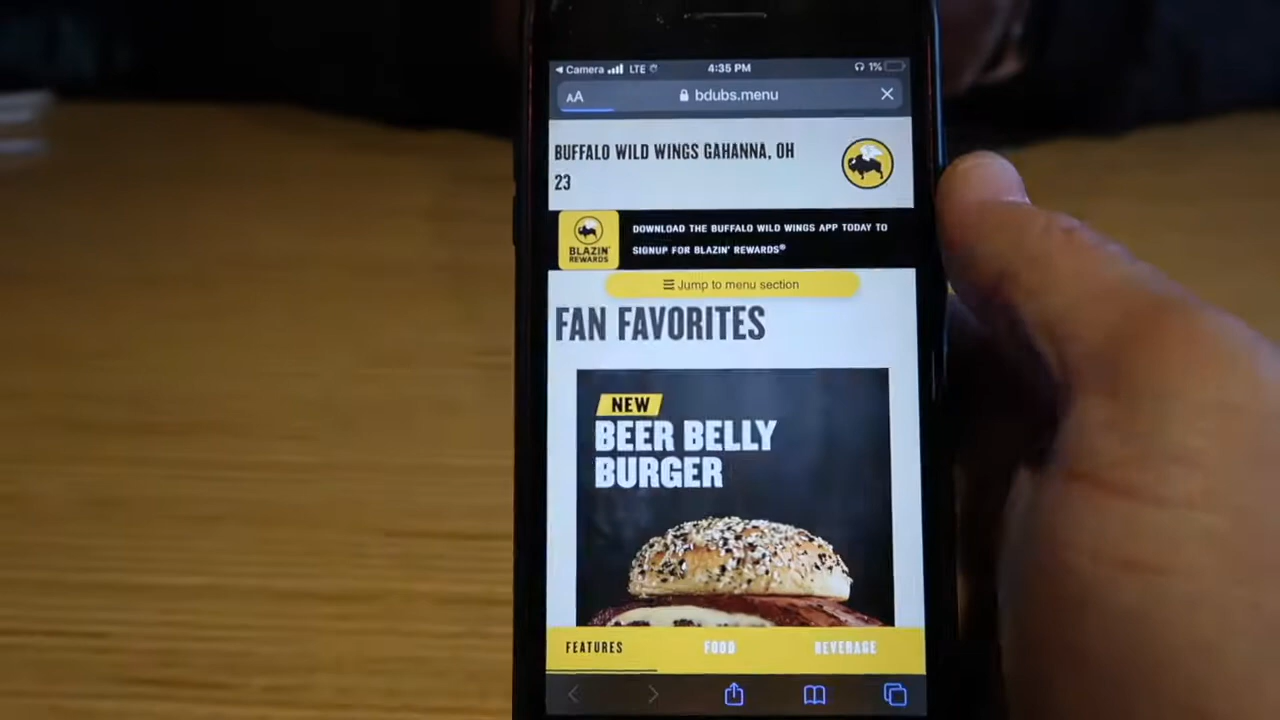 Camera LTE 4:35 PM 1%
AA bdubs.menu
BUFFALO WILD WINGS GAHANNA, OH
23
BLAZIN'
REWARDS
DOWNLOAD THE BUFFALO WILD WINGS APP TODAY TO
SIGNUP FOR BLAZIN' REWARDS®
Jump to menu section
FAN FAVORITES
NEW
BEER BELLY
BURGER
FEATURES FOOD BEVERAGE